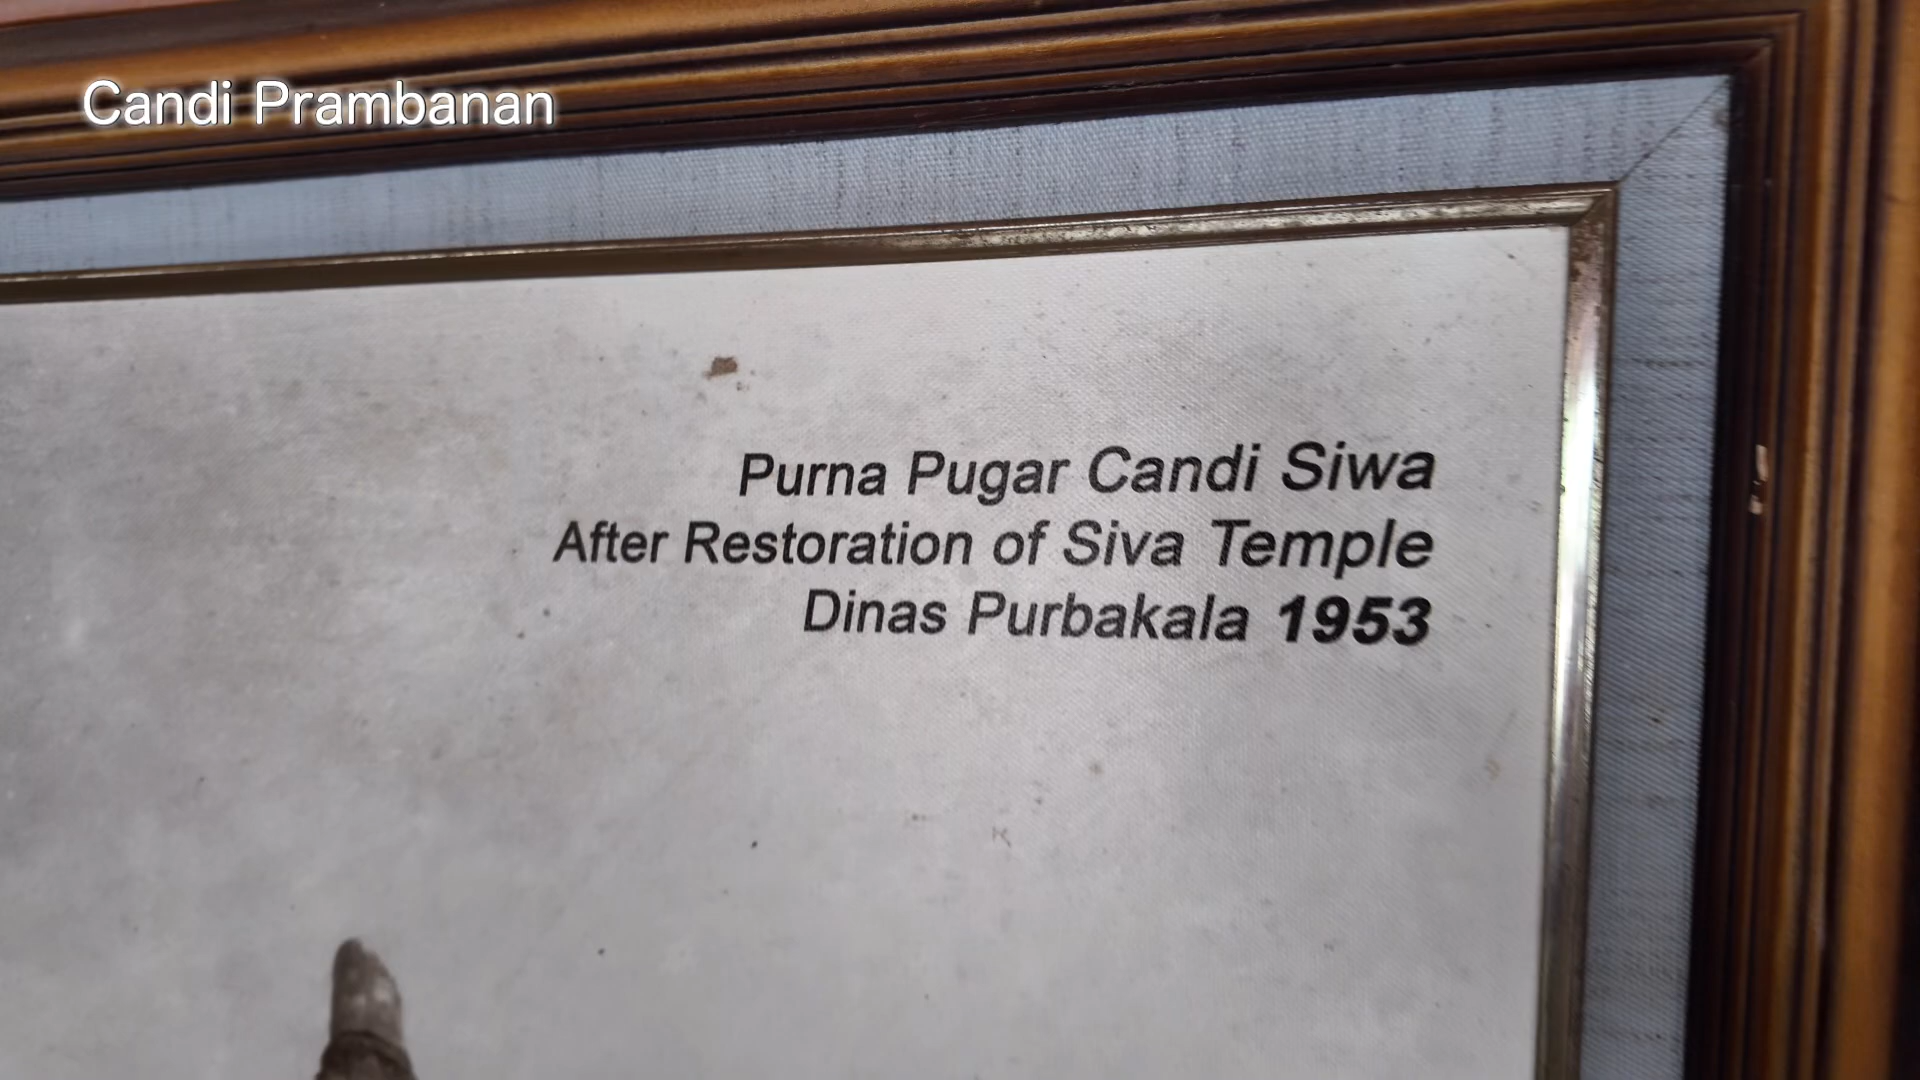 Candi Prambanan
Purna Pugar Candi Siwa
After Restoration of Siva Temple
Dinas Purbakala 1953